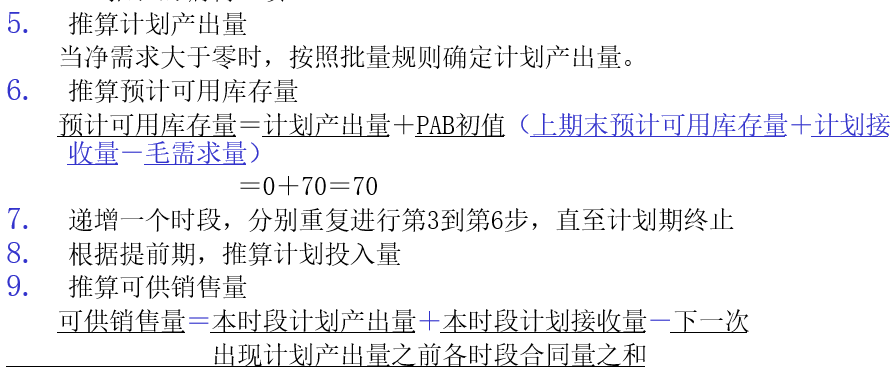 5. 推算计划产出量
当净需求大于零时，按照批量规则确定计划产出量。
6. 推算预计可用库存量
预计可用库存量＝计划产出量＋PAB初值（上期末预计可用库存量＋计划接
收量－毛需求量）
＝0＋70＝70
7. 递增一个时段，分别重复进行第3到第6步，直至计划期终止
8. 根据提前期，推算计划投入量
9. 推算可供销售量
可供销售量＝本时段计划产出量＋本时段计划接收量－下一次
出现计划产出量之前各时段合同量之和